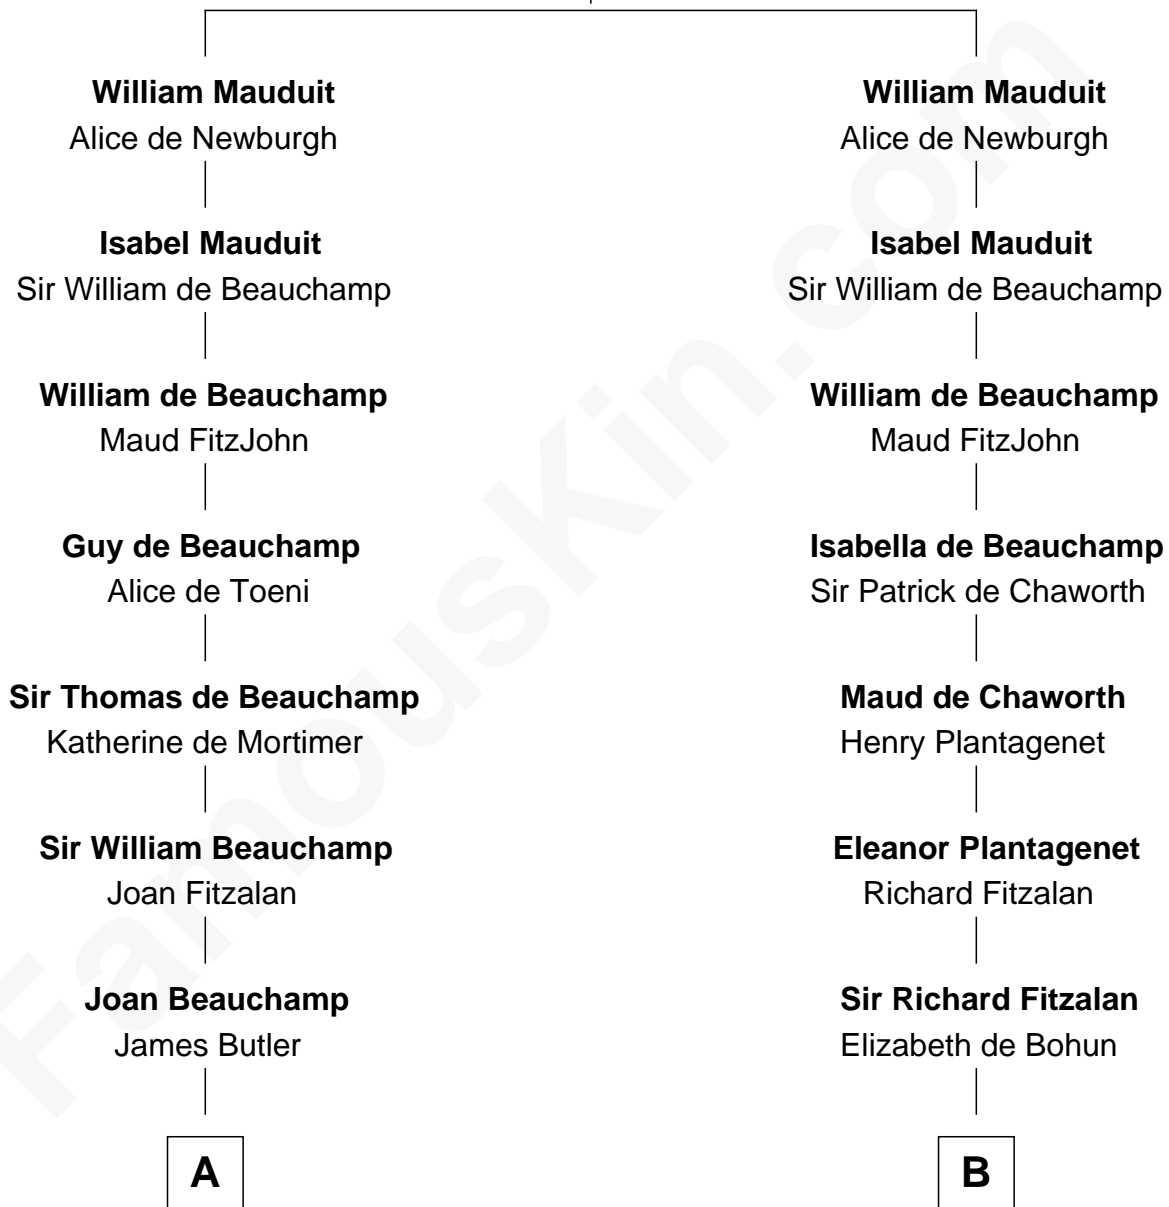 William Mauduit
Alice de Newburgh
Isabel Mauduit
Sir William de Beauchamp
William de Beauchamp
Maud FitzJohn
Guy de Beauchamp
Alice de Toeni
Sir Thomas de Beauchamp
Katherine de Mortimer
Sir William Beauchamp
Joan Fitzalan
Joan Beauchamp
James Butler
A
William Mauduit
Alice de Newburgh
Isabel Mauduit
Sir William de Beauchamp
William de Beauchamp
Maud FitzJohn
Isabella de Beauchamp
Sir Patrick de Chaworth
Maud de Chaworth
Henry Plantagenet
Eleanor Plantagenet
Richard Fitzalan
Sir Richard Fitzalan
Elizabeth de Bohun
B
FamousKin.com